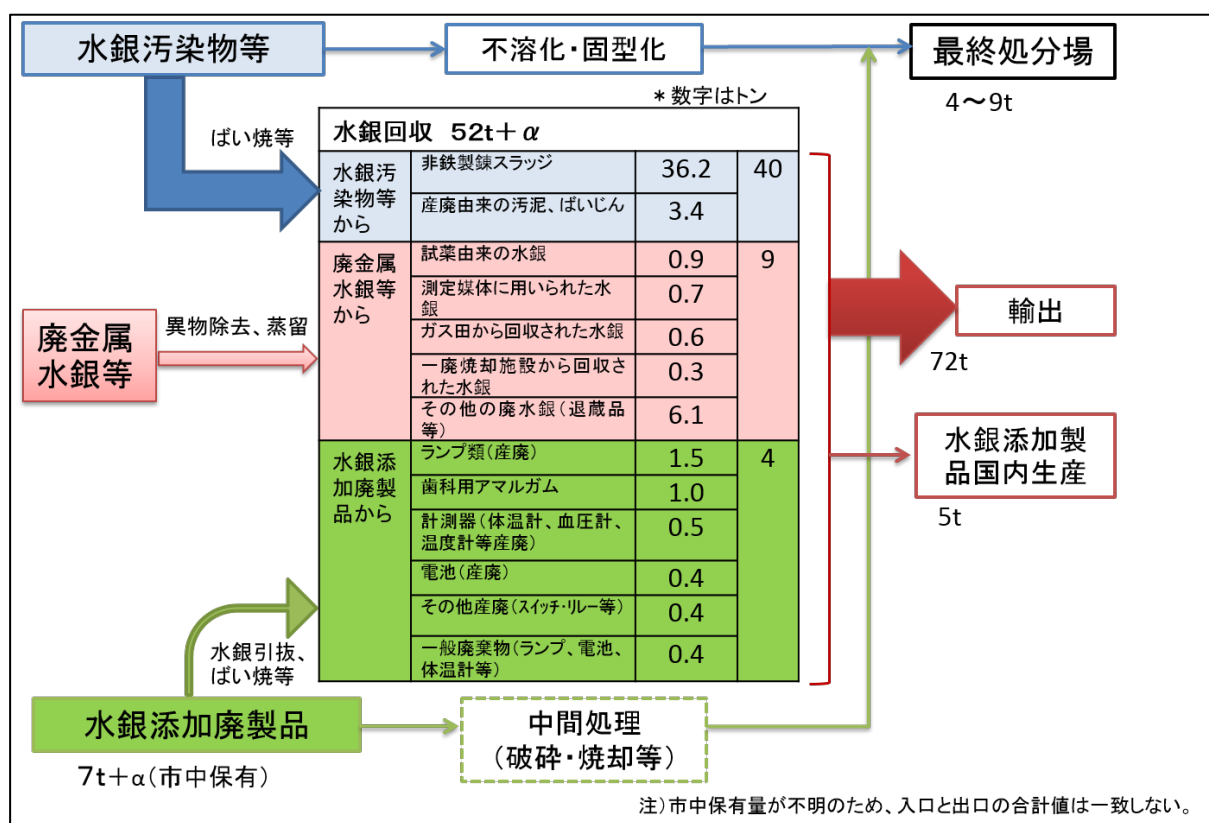 水銀汚染物等
不溶化・固型化
最終処分場
4～9t
＊数字はトン
ばい焼等
水銀回収 52t＋α
水銀汚
染物等
から
非鉄製錬スラッジ
36.2
40
産廃由来の汚泥、ばいじん
3.4
廃金属
水銀等
から
試薬由来の水銀
0.9
9
測定媒体に用いられた水
銀
0.7
ガス田から回収された水銀
0.6
一廃焼却施設から回収さ
れた水銀
0.3
その他の廃水銀（退蔵品
等）
6.1
廃金属
水銀等
異物除去、蒸留
輸出
72t
水銀添
加廃製
品から
ランプ類（産廃）
1.5
4
歯科用アマルガム
1.0
計測器（体温計、血圧計、
温度計等産廃）
0.5
電池（産廃）
0.4
その他産廃（スイッチ・リレー等）
0.4
一般廃棄物（ランプ、電池、
体温計等）
0.4
水銀添加製
品国内生産
5t
水銀引抜、
ばい焼等
水銀添加廃製品
7t＋α（市中保有）
中間処理
（破砕・焼却等）
注）市中保有量が不明のため、入口と出口の合計値は一致しない。